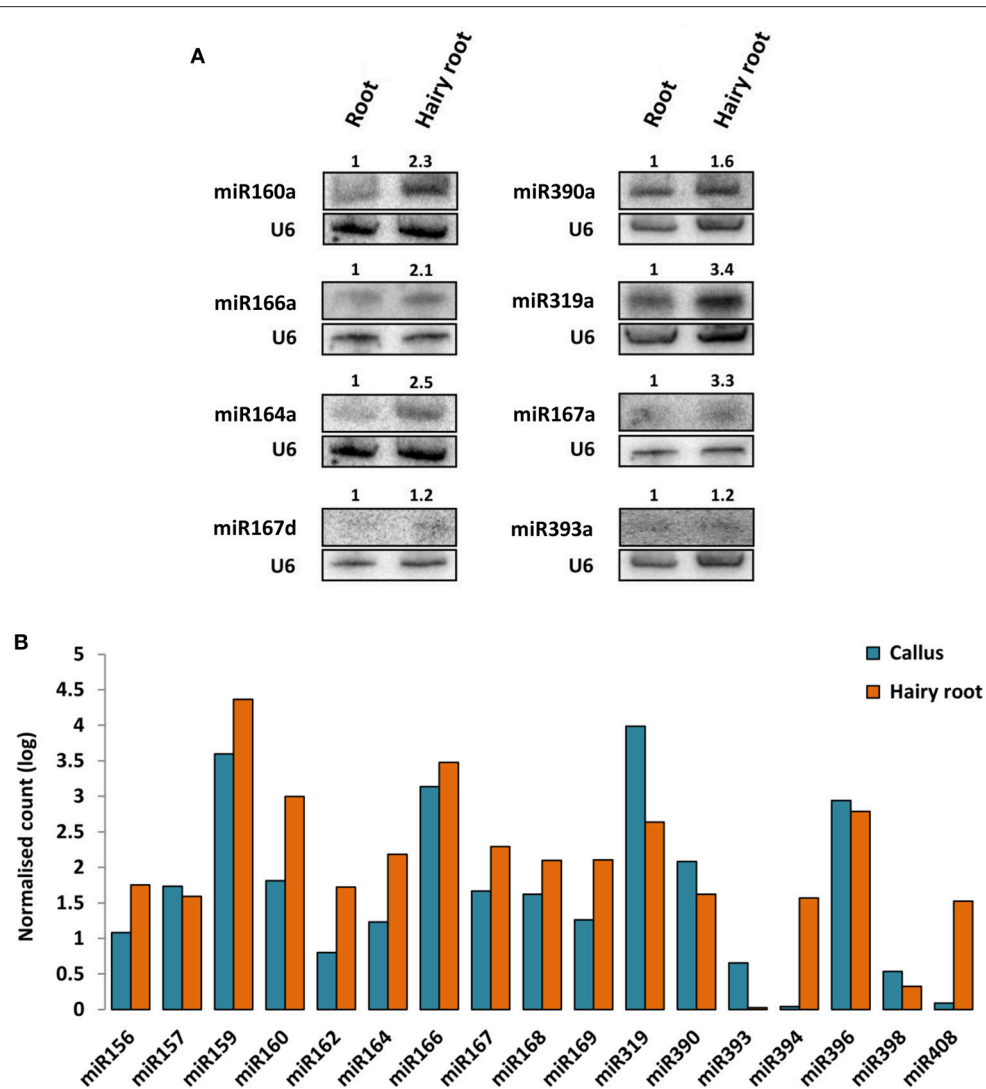 A
Root Hairy root Root Hairy root
1 2.3 1 1.6
miR160a miR390a
U6 U6
1 2.1 1 3.4
miR166a miR319a
U6 U6
1 2.5 1 3.3
miR164a miR167a
U6 U6
1 1.2 1 1.2
miR167d miR393a
U6 U6
B
Callus
Hairy root
Normalised count (log)
5
4.5
4
3.5
3
2.5
2
1.5
1
0.5
0
miR156 miR157 miR159 miR160 miR162 miR164 miR166 miR167 miR168 miR169 miR319 miR390 miR393 miR394 miR396 miR398 miR408